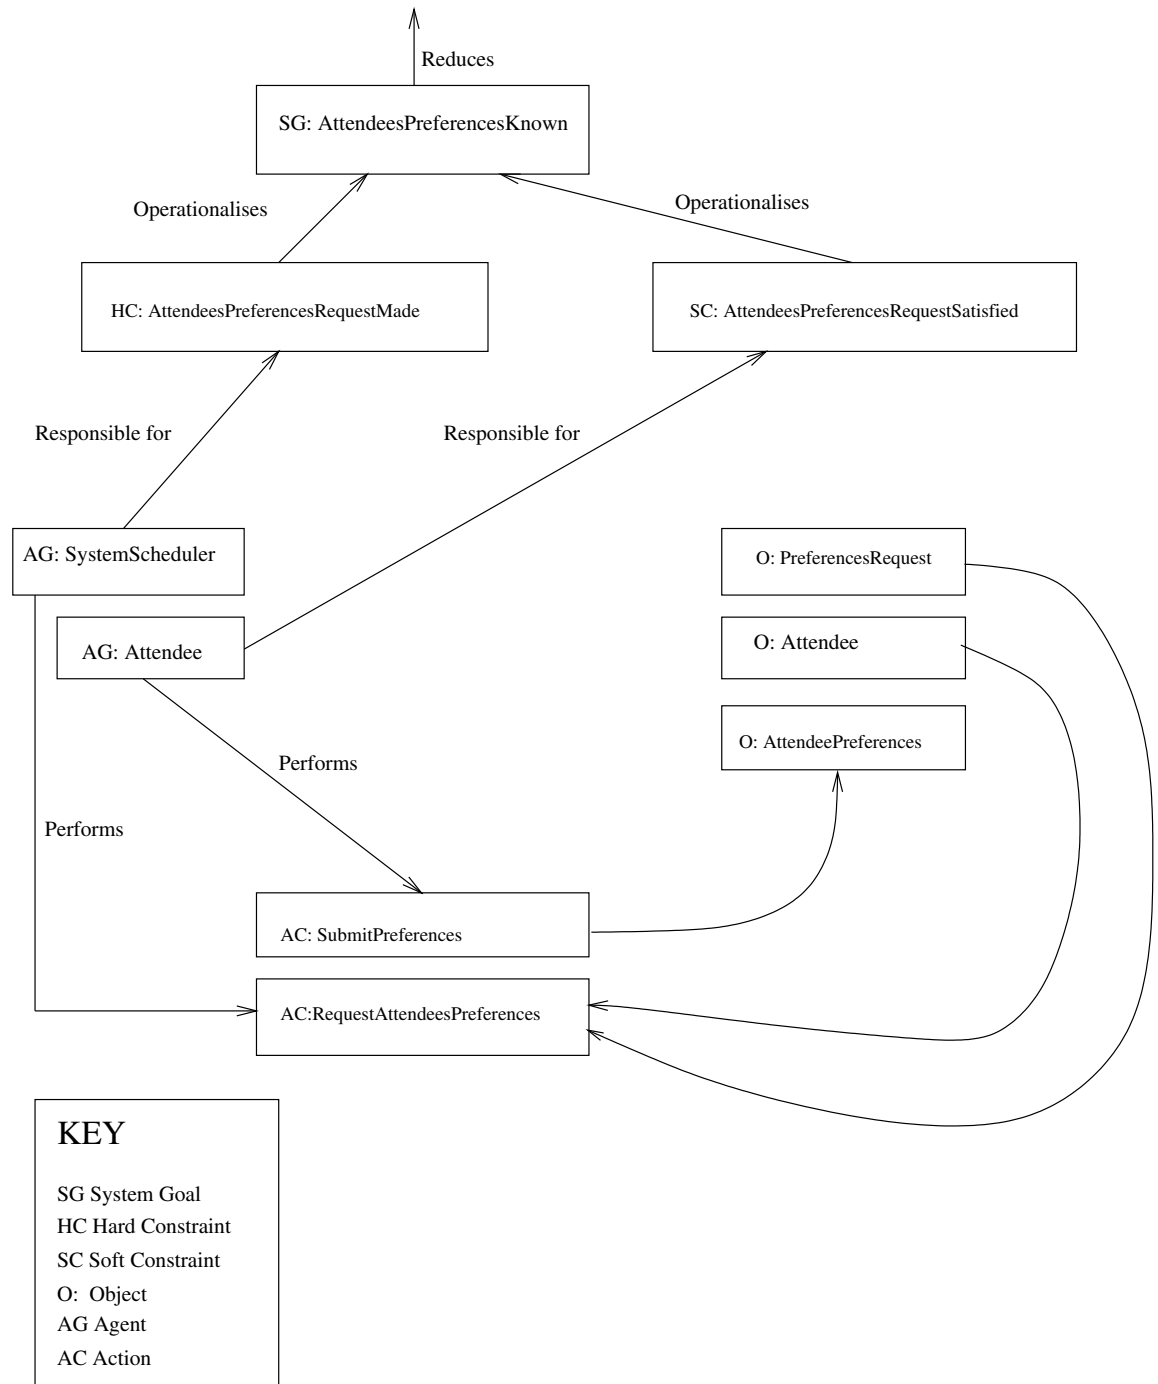 Reduces
SG: AttendeesPreferencesKnown
Operationalises
Operationalises
HC: AttendeesPreferencesRequestMade
SC: AttendeesPreferencesRequestSatisfied
Responsible for
Responsible for
AG: SystemScheduler
O: PreferencesRequest
AG: Attendee
O: Attendee
O: AttendeePreferences
Performs
Performs
AC: SubmitPreferences
AC:RequestAttendeesPreferences
KEY
SG System Goal
HC Hard Constraint
SC Soft Constraint
O: Object
AG Agent
AC Action